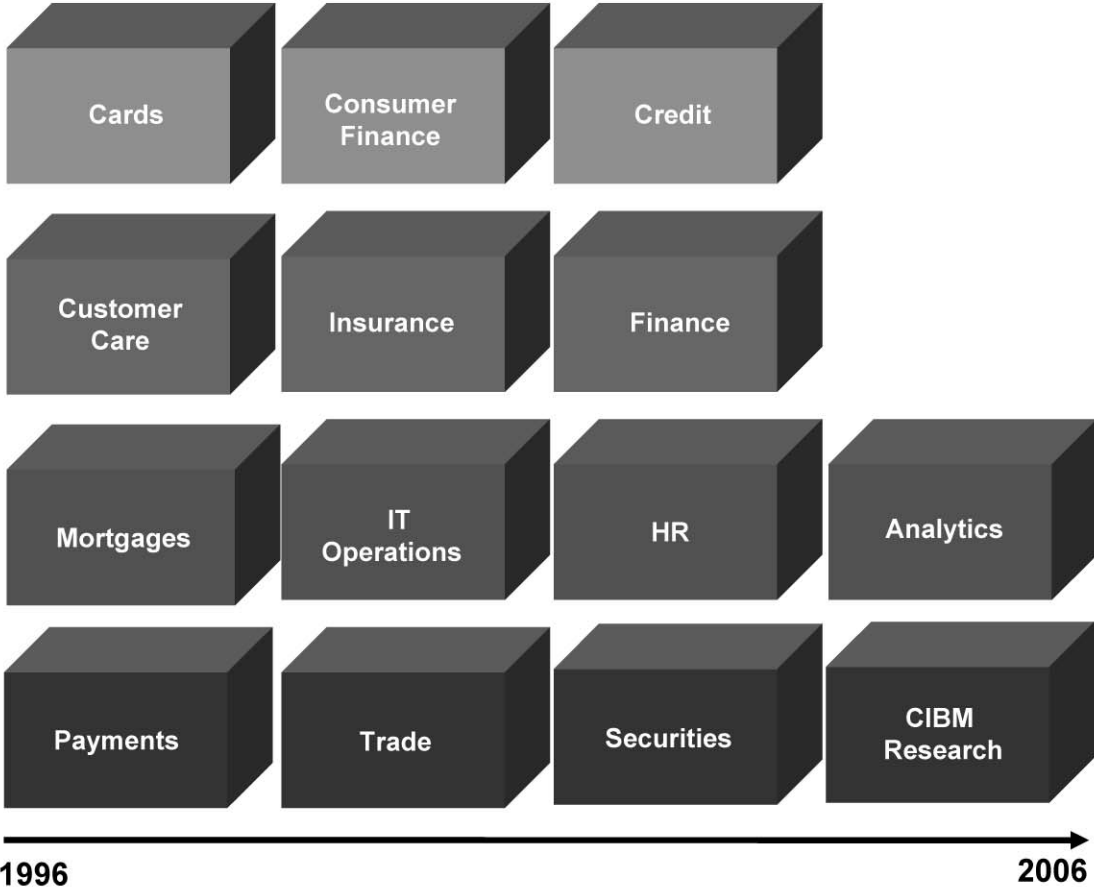 Cards
Consumer
Finance
Credit
Customer
Care
Insurance
Finance
Mortgages
IT
Operations
HR
Analytics
Payments
Trade
Securities
CIBM
Research
1996
2006